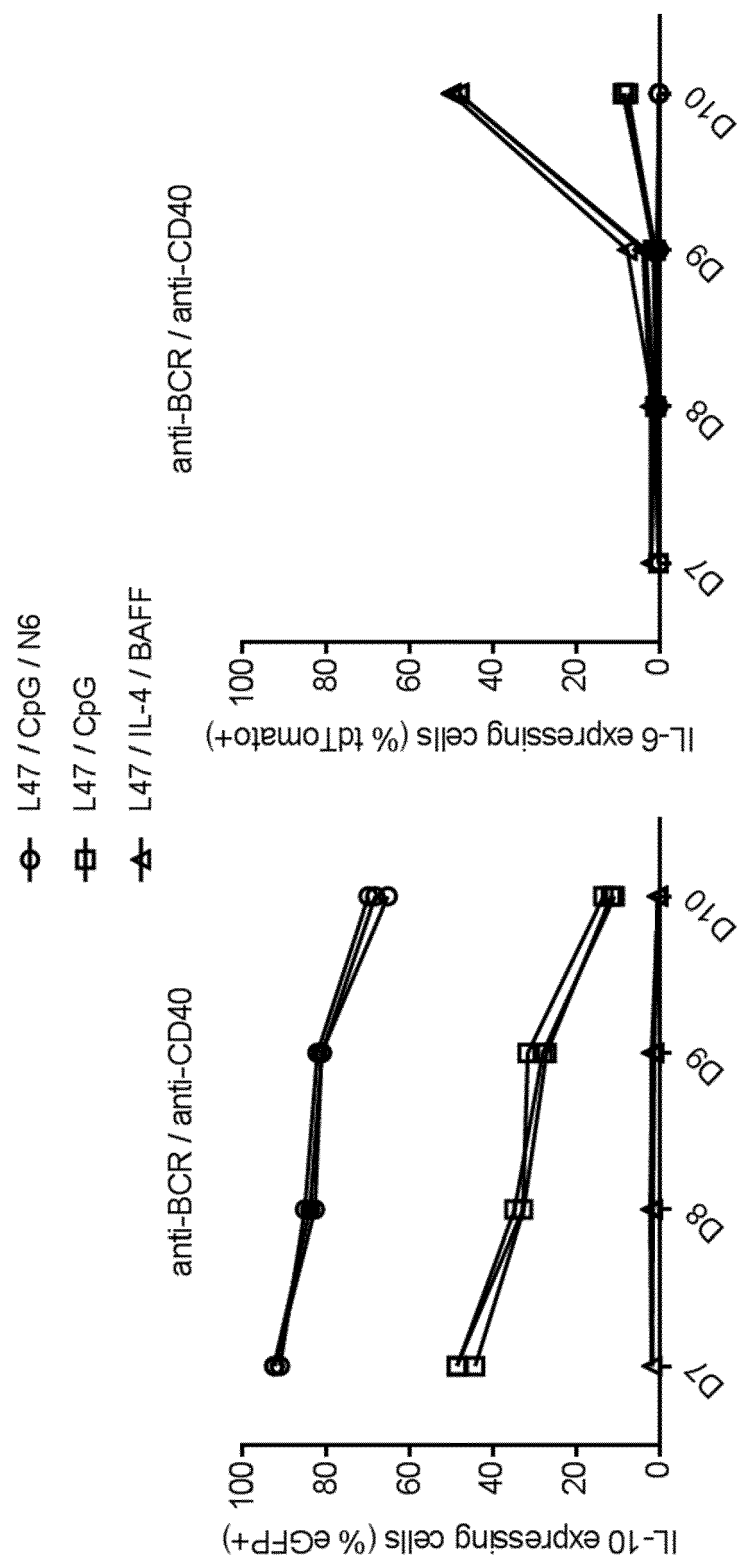 L47 / CpG / N6
L47 / CpG
L47 / IL-4 / BAFF
anti-BCR / anti-CD40
IL-10 expressing cells (% eGFP+)
100
80
60
40
20
0
D7
D8
D9
D10
anti-BCR / anti-CD40
IL-6 expressing cells (% tdTomato+)
100
80
60
40
20
0
D7
D8
D9
D10